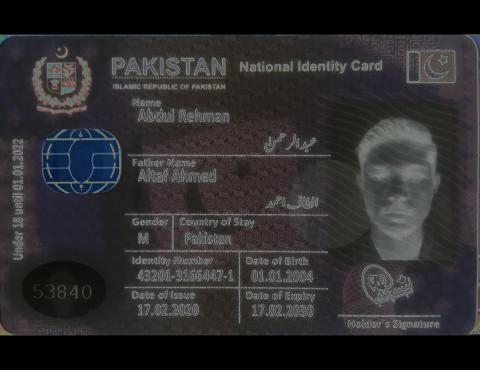 PAKISTAN National Identity Card
ISLAMIC REPUBLIC OF PAKISTAN
Name
Abdul Rehman
عبدالرحمن
Father Name
Altaf Ahmed
الطاف احمد
Gender Country of Stay
M Pakistan
Identity Number Date of Birth
43201-3166447-1 01.01.2004
Date of Issue Date of Expiry
17.02.2020 17.02.2030
Holder's Signature
Under 18 until 01.01.2022
53840